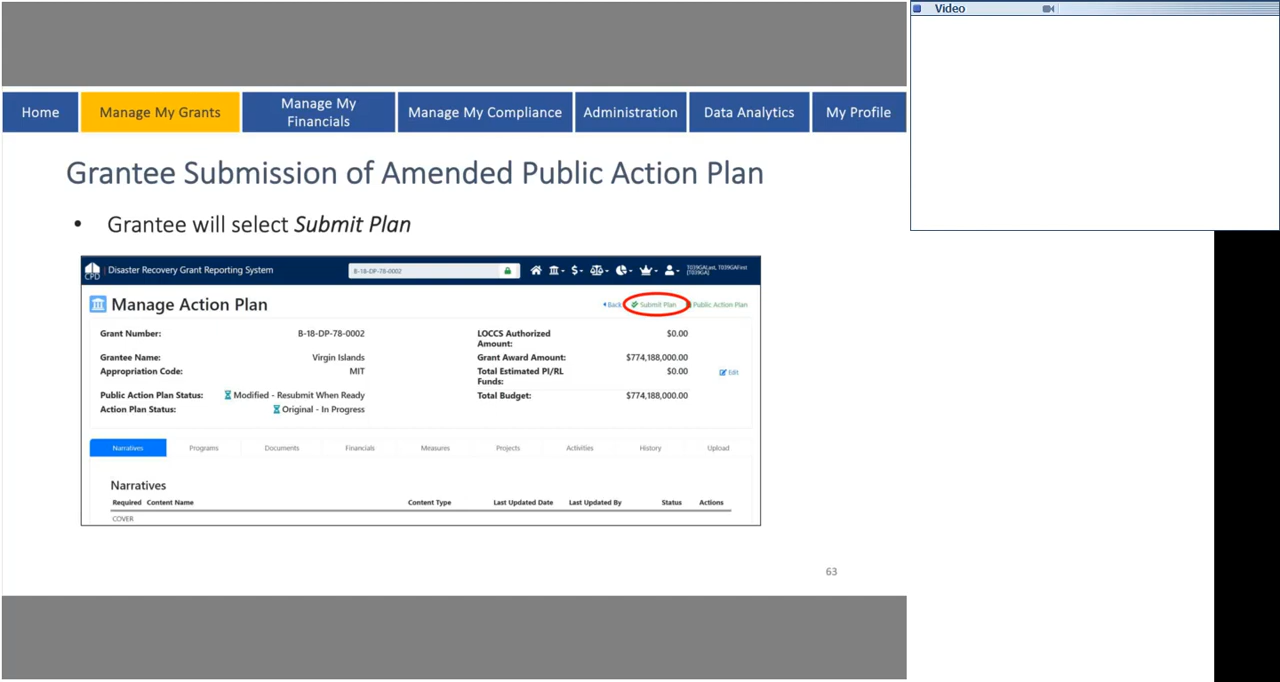 Video
Home
Manage My Grants
Manage My
Financials
Manage My Compliance
Administration
Data Analytics
My Profile
Grantee Submission of Amended Public Action Plan
• Grantee will select Submit Plan
CPD
Disaster Recovery Grant Reporting System
B-18-DP-78-0002
T039GALast, T039GAFirst
(T039GA)
Manage Action Plan
Back
Submit Plan
Public Action Plan
Grant Number: B-18-DP-78-0002
Grantee Name: Virgin Islands
Appropriation Code: MIT
Public Action Plan Status: Modified - Resubmit When Ready
Action Plan Status: Original - In Progress
LOCCS Authorized $0.00
Amount:
Grant Award Amount: $774,188,000.00
Total Estimated PI/RL $0.00
Funds:
Edit
Total Budget: $774,188,000.00
Narratives Programs Documents Financials Measures Projects Activities History Upload
Narratives
Required Content Name Content Type Last Updated Date Last Updated By Status Actions
COVER
63